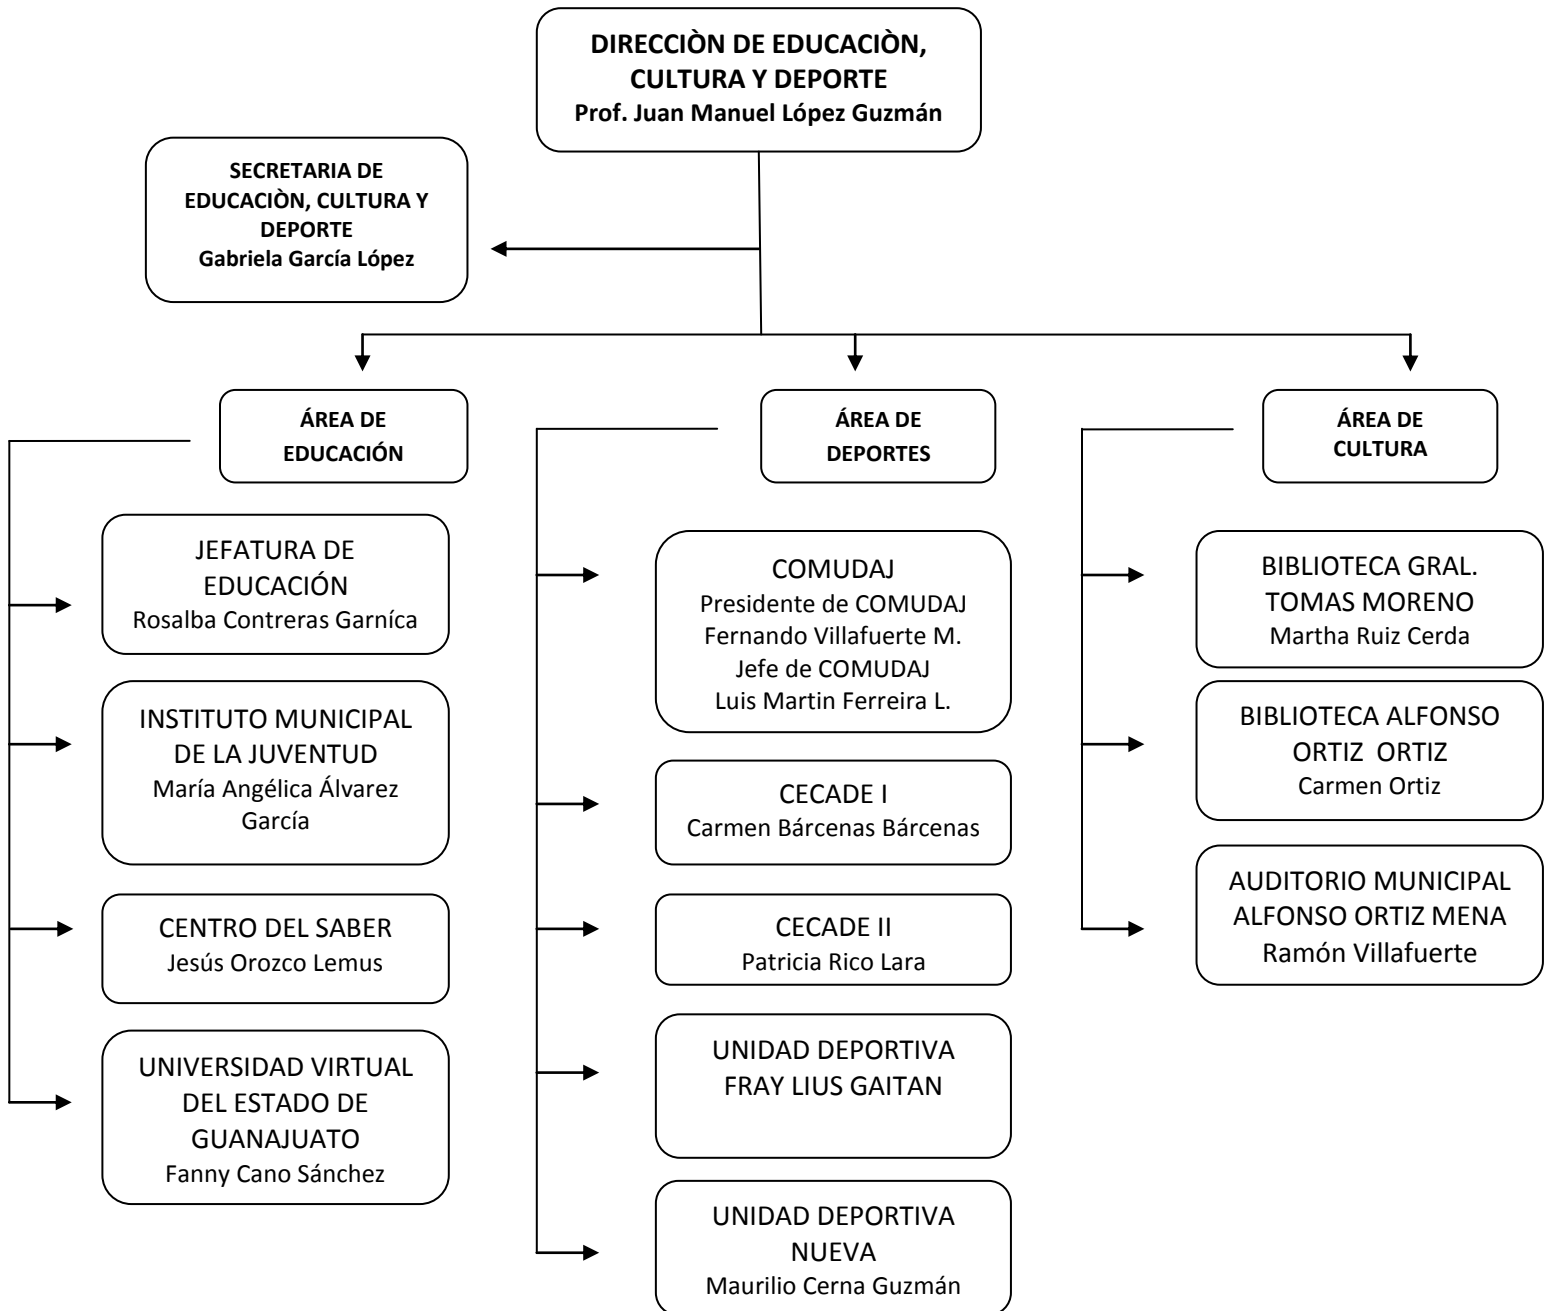 DIRECCIÒN DE EDUCACIÒN,
CULTURA Y DEPORTE
Prof. Juan Manuel López Guzmán
SECRETARIA DE
EDUCACIÒN, CULTURA Y
DEPORTE
Gabriela García López
ÁREA DE
EDUCACIÓN
JEFATURA DE
EDUCACIÓN
Rosalba Contreras Garníca
INSTITUTO MUNICIPAL
DE LA JUVENTUD
María Angélica Álvarez
García
CENTRO DEL SABER
Jesús Orozco Lemus
UNIVERSIDAD VIRTUAL
DEL ESTADO DE
GUANAJUATO
Fanny Cano Sánchez
ÁREA DE
DEPORTES
COMUDAJ
Presidente de COMUDAJ
Fernando Villafuerte M.
Jefe de COMUDAJ
Luis Martin Ferreira L.
CECADE I
Carmen Bárcenas Bárcenas
CECADE II
Patricia Rico Lara
UNIDAD DEPORTIVA
FRAY LIUS GAITAN
UNIDAD DEPORTIVA
NUEVA
Maurilio Cerna Guzmán
ÁREA DE
CULTURA
BIBLIOTECA GRAL.
TOMAS MORENO
Martha Ruiz Cerda
BIBLIOTECA ALFONSO
ORTIZ  ORTIZ
Carmen Ortiz
AUDITORIO MUNICIPAL
ALFONSO ORTIZ MENA
Ramón Villafuerte